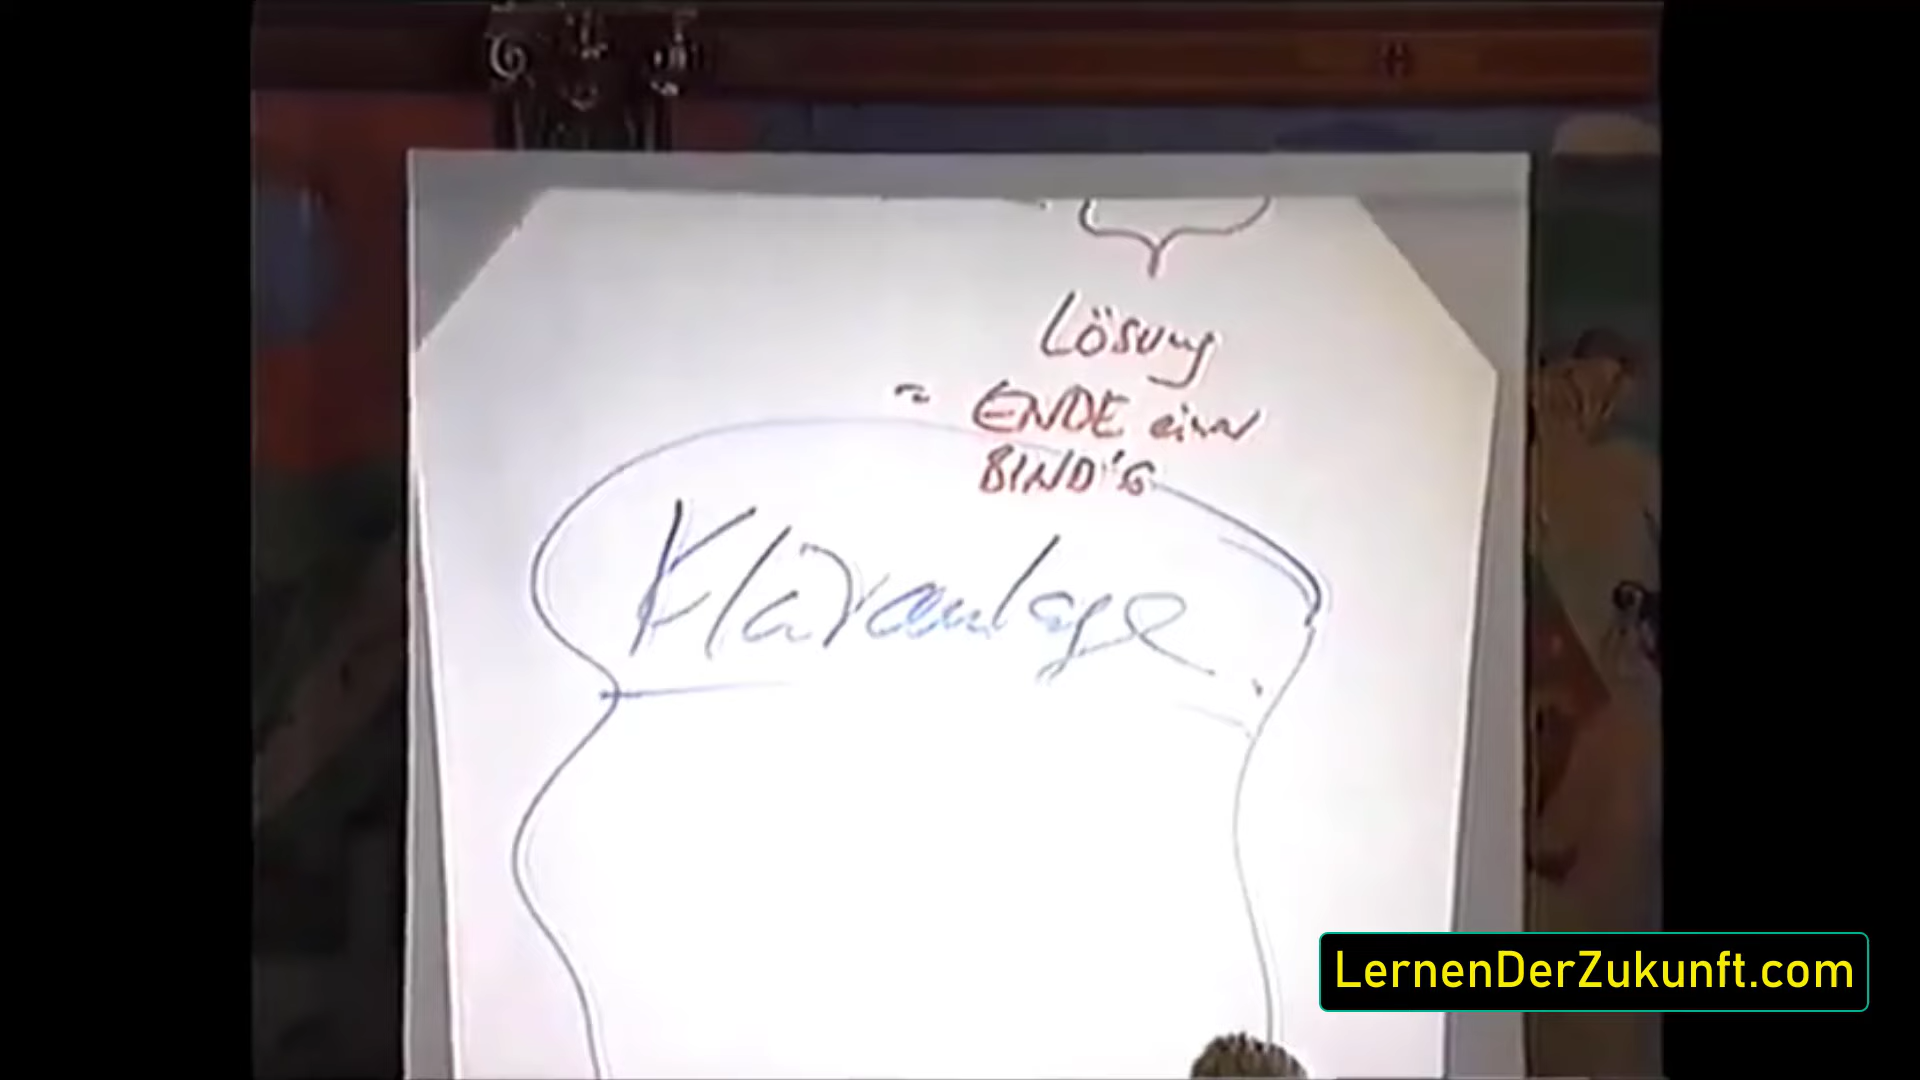 Lösung
= ENDE einer
BIND'G
Kläranlage
LernenDerZukunft.com